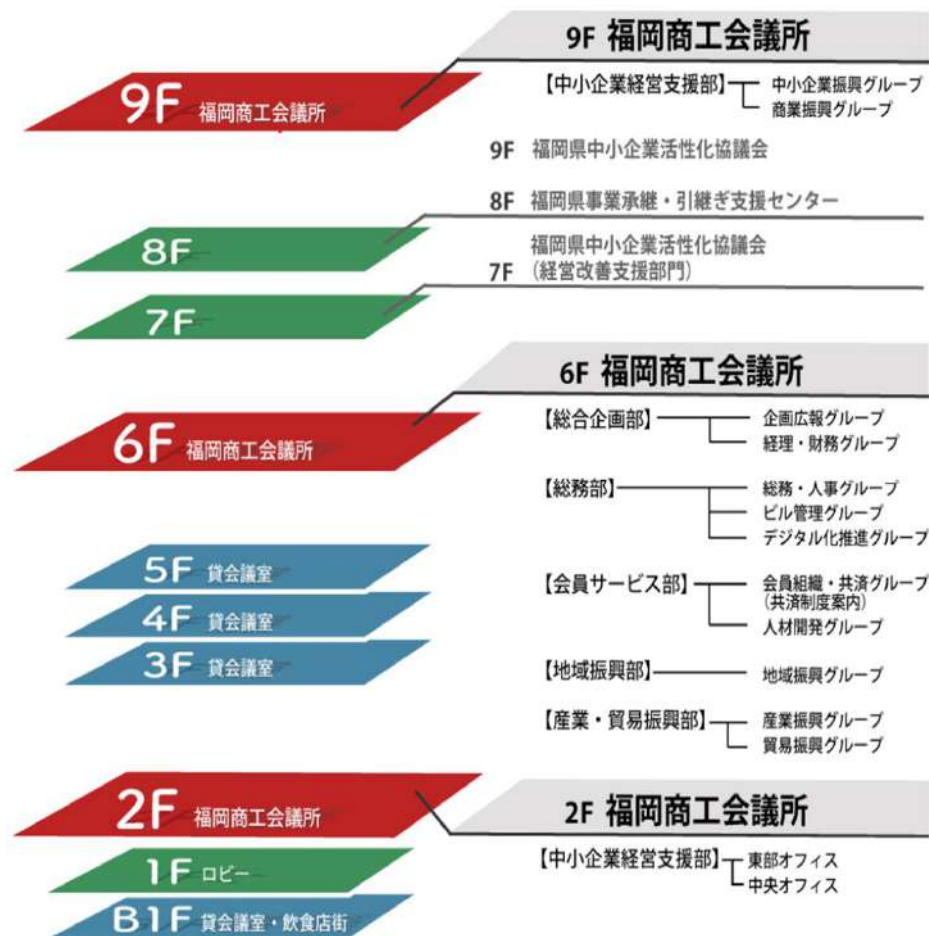 9F 福岡商工会議所
9F 福岡商工会議所
【中小企業経営支援部】 中小企業振興グループ
商業振興グループ
9F 福岡県中小企業活性化協議会
8F 福岡県事業承継・引継ぎ支援センター
8F
福岡県中小企業活性化協議会
7F (経営改善支援部門)
7F
6F 福岡商工会議所
6F 福岡商工会議所
【総合企画部】 企画広報グループ
経理・財務グループ
【総務部】 総務・人事グループ
ビル管理グループ
デジタル化推進グループ
5F 貸会議室
4F 貸会議室
3F 貸会議室
【会員サービス部】 会員組織・共済グループ
(共済制度案内)
人材開発グループ
【地域振興部】 地域振興グループ
【産業・貿易振興部】 産業振興グループ
貿易振興グループ
2F 福岡商工会議所
2F 福岡商工会議所
【中小企業経営支援部】 東部オフィス
中央オフィス
1F ロビー
B1F 貸会議室・飲食店街